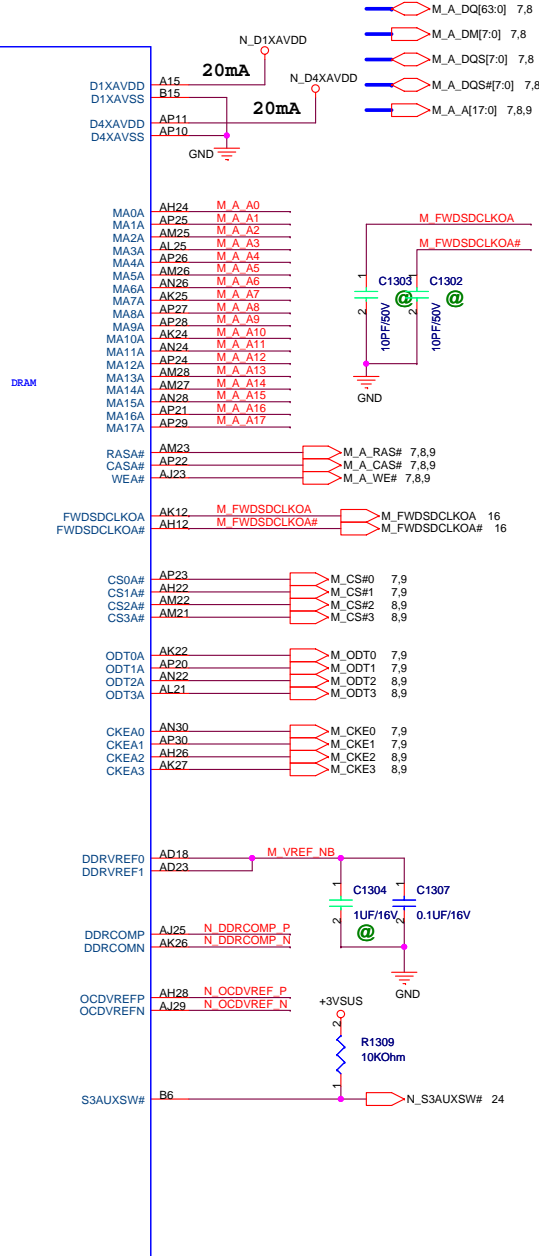 M_A_DQ[63:0] 7,8
M_A_DM[7:0] 7,8
M_A_DQS[7:0] 7,8
M_A_DQS#[7:0] 7,8
M_A_A[17:0] 7,8,9
N_D1XAVDD
20mA
N_D4XAVDD
D1XAVDD A15
D1XAVSS B15
20mA
D4XAVDD AP11
D4XAVSS AP10
GND
MA0A AH24 M_A_A0
MA1A AP25 M_A_A1
MA2A AM25 M_A_A2
MA3A AL25 M_A_A3
MA4A AP26 M_A_A4
MA5A AM26 M_A_A5
MA6A AN26 M_A_A6
MA7A AK25 M_A_A7
MA8A AP27 M_A_A8
MA9A AP28 M_A_A9
MA10A AK24 M_A_A10
MA11A AN24 M_A_A11
MA12A AP24 M_A_A12
MA13A AM28 M_A_A13
MA14A AM27 M_A_A14
MA15A AN28 M_A_A15
MA16A AP21 M_A_A16
MA17A AP29 M_A_A17
M_FWDSDCLKOA
M_FWDSDCLKOA#
1 C1303 1 C1302
@ @
2 10PF/50V 2 10PF/50V
GND
DRAM
RASA# AM23 M_A_RAS# 7,8,9
CASA# AP22 M_A_CAS# 7,8,9
WEA# AJ23 M_A_WE# 7,8,9
FWDSDCLKOA AK12 M_FWDSDCLKOA M_FWDSDCLKOA 16
FWDSDCLKOA# AH12 M_FWDSDCLKOA# M_FWDSDCLKOA# 16
CS0A# AP23 M_CS#0 7,9
CS1A# AH22 M_CS#1 7,9
CS2A# AM22 M_CS#2 8,9
CS3A# AM21 M_CS#3 8,9
ODT0A AK22 M_ODT0 7,9
ODT1A AP20 M_ODT1 7,9
ODT2A AN22 M_ODT2 8,9
ODT3A AL21 M_ODT3 8,9
CKEA0 AN30 M_CKE0 7,9
CKEA1 AP30 M_CKE1 7,9
CKEA2 AH26 M_CKE2 8,9
CKEA3 AK27 M_CKE3 8,9
DDRVREF0 AD18 M_VREF_NB
DDRVREF1 AD23
1 C1304 1 C1307
2 1UF/16V 2 0.1UF/16V
@
GND
DDRCOMP AJ25 N_DDRCOMP_P
DDRCOMN AK26 N_DDRCOMP_N
OCDVREFP AH28 N_OCDVREF_P
OCDVREFN AJ29 N_OCDVREF_N
+3VSUS
2
R1309
10KOhm
1
S3AUXSW# B6 N_S3AUXSW# 24